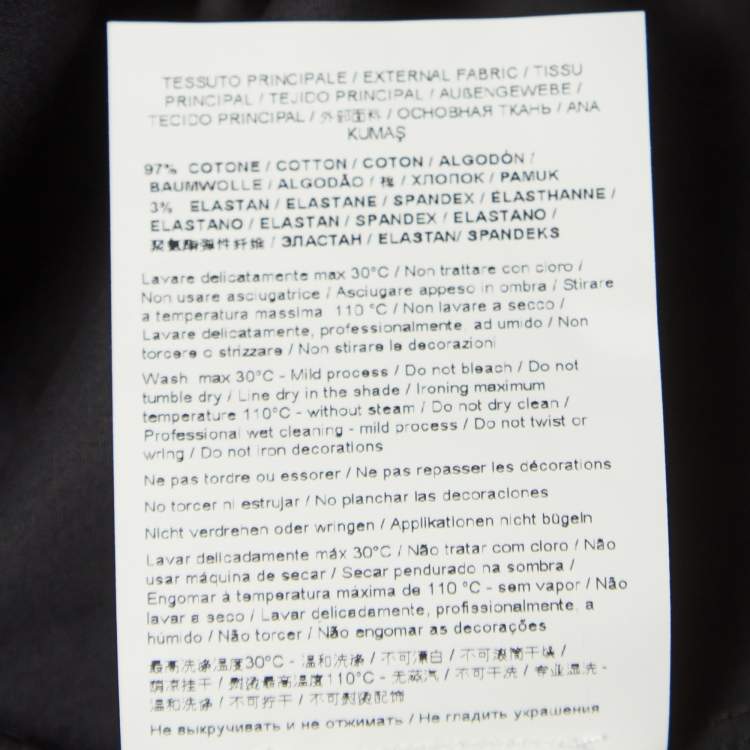 TESSUTO PRINCIPALE / EXTERNAL FABRIC / TISSU
PRINCIPAL / TEJIDO PRINCIPAL / AUßENGEWEBE /
TECIDO PRINCIPAL / 外部面料 / ОСНОВНАЯ ТКАНЬ / ANA
KUMAŞ
97% COTONE / COTTON / COTON / ALGODÓN /
BAUMWOLLE / ALGODÃO / 棉 / ХЛОПОК / PAMUK
3% ELASTAN / ELASTANE / SPANDEX / ÉLASTHANNE /
ELASTANO / ELASTAN / SPANDEX / ELASTANO /
聚氨酯弹性纤维 / ЭЛАСТАН / ELASTAN/ SPANDEKS
Lavare delicatamente max 30°C / Non trattare con cloro /
Non usare asciugatrice / Asciugare appeso in ombra / Stirare
a temperatura massima 110 °C / Non lavare a secco /
Lavare delicatamente, professionalmente, ad umido / Non
torcere o strizzare / Non stirare le decorazioni
Wash max 30°C - Mild process / Do not bleach / Do not
tumble dry / Line dry in the shade / Ironing maximum
temperature 110°C - without steam / Do not dry clean /
Professional wet cleaning - mild process / Do not twist or
wring / Do not iron decorations
Ne pas tordre ou essorer / Ne pas repasser les décorations
No torcer ni estrujar / No planchar las decoraciones
Nicht verdrehen oder wringen / Applikationen nicht bügeln
Lavar delicadamente máx 30°C / Não tratar com cloro / Não
usar máquina de secar / Secar pendurado na sombra /
Engomar à temperatura máxima de 110 °C - sem vapor / Não
lavar a seco / Lavar delicadamente, profissionalmente, a
húmido / Não torcer / Não engomar as decorações
最高洗涤温度30°C - 温和洗涤 / 不可漂白 / 不可滚筒干燥 /
荫凉挂干 / 熨烫最高温度110°C - 无蒸汽 / 不可干洗 / 专业湿洗 -
温和洗涤 / 不可拧干 / 不可熨烫配饰
Не выкручивать и не отжимать / Не гладить украшения